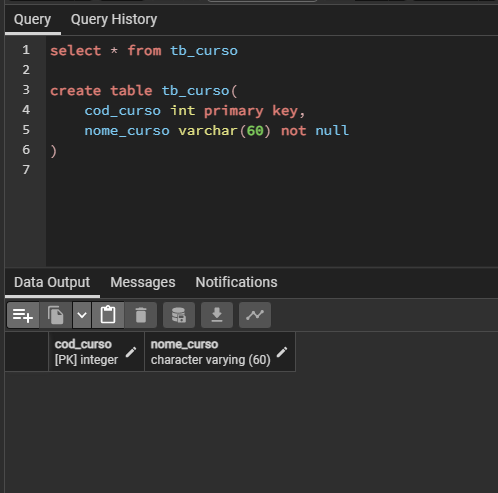 Query Query History
1 select * from tb_curso
2
3 create table tb_curso(
4 cod_curso int primary key,
5 nome_curso varchar(60) not null
6 )
7
Data Output Messages Notifications
cod_curso nome_curso
[PK] integer character varying (60)